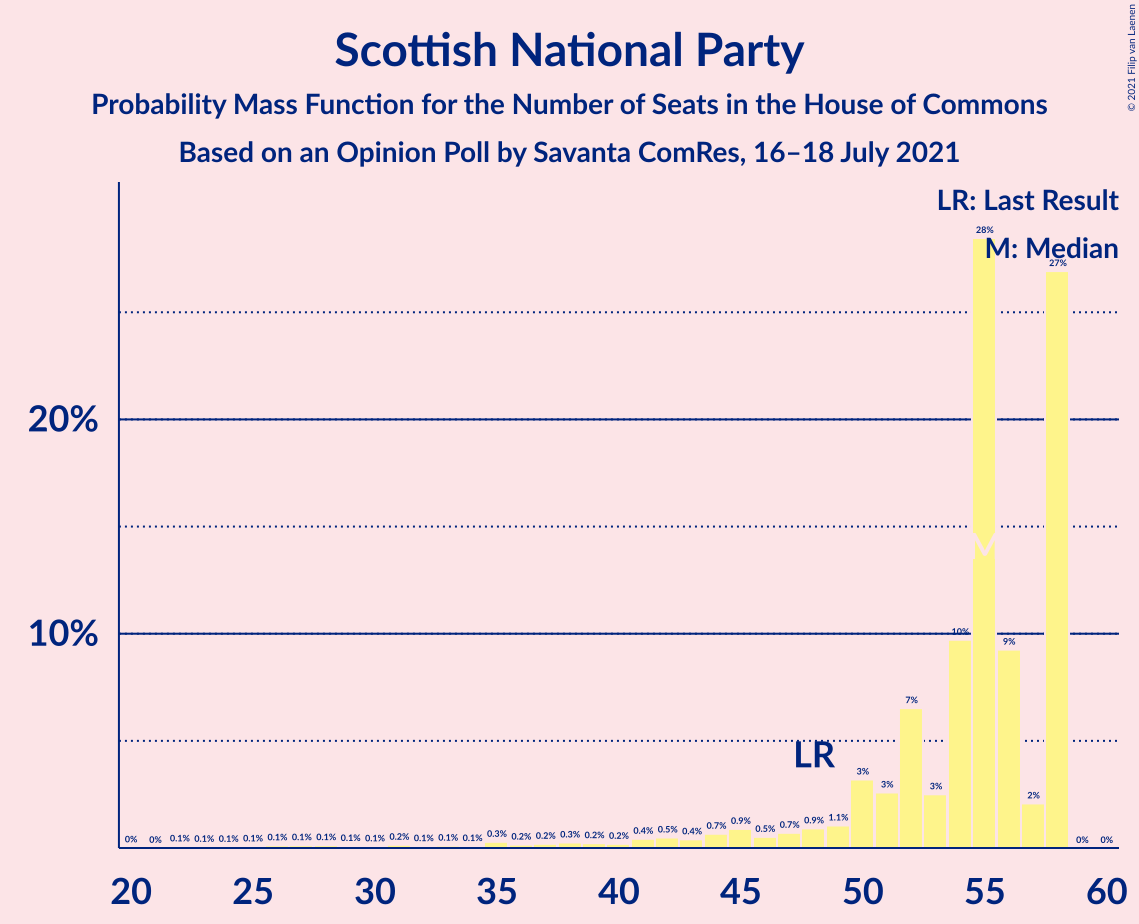 Scottish National Party
Probability Mass Function for the Number of Seats in the House of Commons
Based on an Opinion Poll by Savanta ComRes, 16–18 July 2021
© 2021 Filip van Laenen
LR: Last Result
M: Median
20%
10%
LR
0% 0% 0.1% 0.1% 0.1% 0.1% 0.1% 0.1% 0.1% 0.1% 0.1% 0.2% 0.1% 0.1% 0.1% 0.3% 0.2% 0.2% 0.3% 0.2% 0.2% 0.4% 0.5% 0.4% 0.7% 0.9% 0.5% 0.7% 0.9% 1.1% 3% 3% 7% 3% 10% 28% 9% 2% 27% 0% 0%
20 25 30 35 40 45 50 55 60